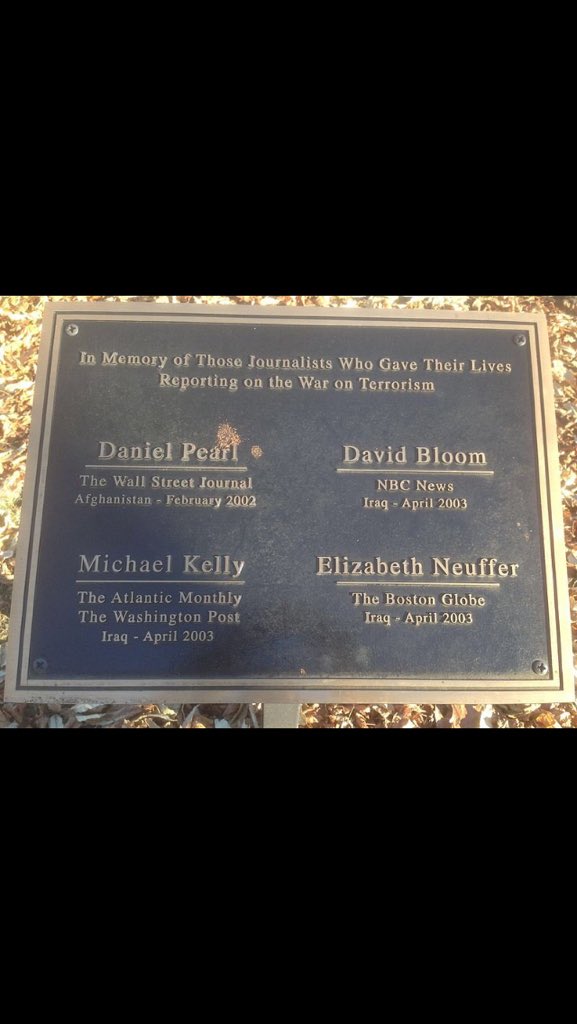 In Memory of Those Journalists Who Gave Their Lives
Reporting on the War on Terrorism
Daniel Pearl
The Wall Street Journal
Afghanistan - February 2002
David Bloom
NBC News
Iraq - April 2003
Michael Kelly
The Atlantic Monthly
The Washington Post
Iraq - April 2003
Elizabeth Neuffer
The Boston Globe
Iraq - April 2003